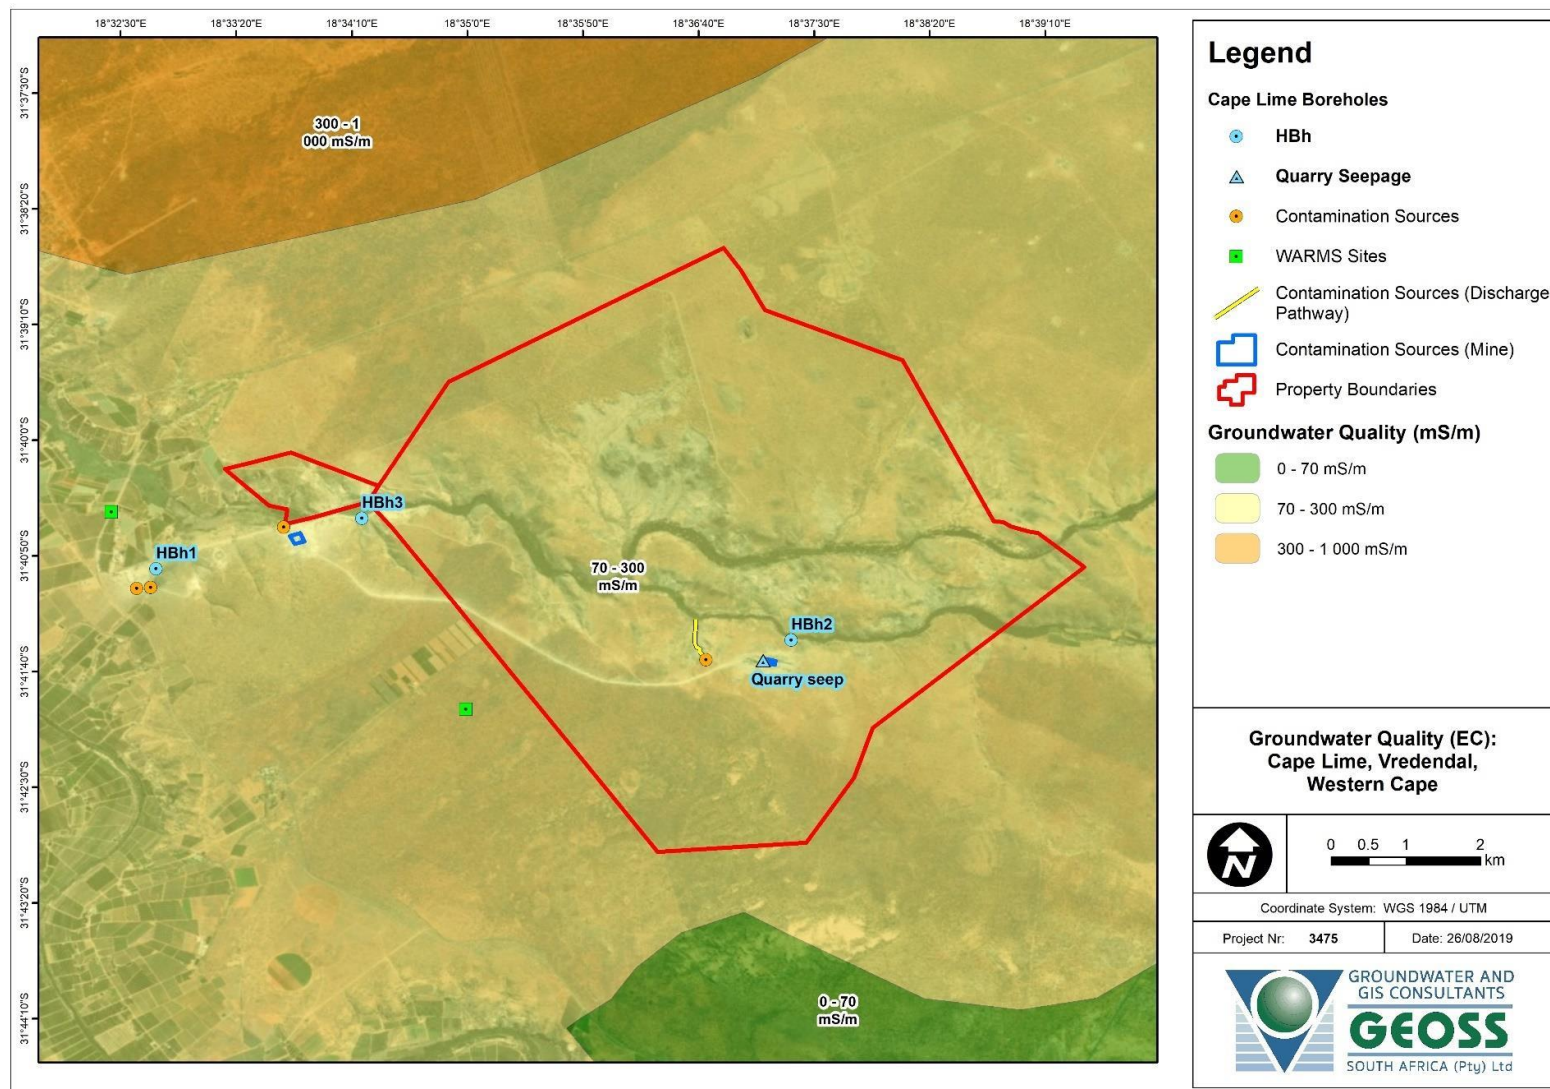 18°32'30"E
18°33'20"E
18°34'10"E
18°35'0"E
18°35'50"E
18°36'40"E
18°37'30"E
18°38'20"E
18°39'10"E
31°37'30"S
31°38'20"S
31°39'10"S
31°40'0"S
31°40'50"S
31°41'40"S
31°42'30"S
31°43'20"S
31°44'10"S
300 - 1
000 mS/m
HBh3
HBh1
70 - 300
mS/m
HBh2
Quarry seep
0 - 70
mS/m
Legend
Cape Lime Boreholes
HBh
Quarry Seepage
Contamination Sources
WARMS Sites
Contamination Sources (Discharge
Pathway)
Contamination Sources (Mine)
Property Boundaries
Groundwater Quality (mS/m)
0 - 70 mS/m
70 - 300 mS/m
300 - 1 000 mS/m
Groundwater Quality (EC):
Cape Lime, Vredendal,
Western Cape
N
0 0.5 1 2
km
Coordinate System: WGS 1984 / UTM
Project Nr: 3475
Date: 26/08/2019
GROUNDWATER AND
GIS CONSULTANTS
GEOSS
SOUTH AFRICA (Pty) Ltd